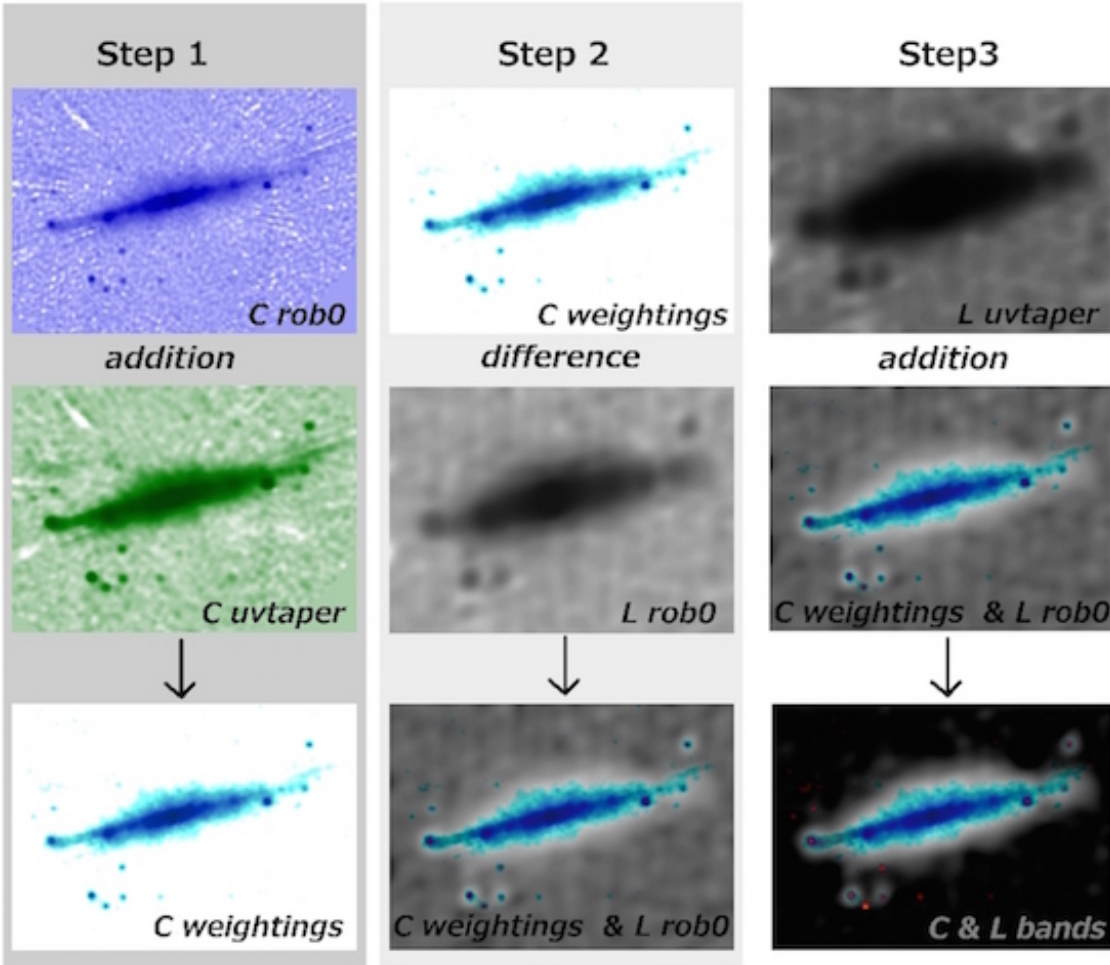 Step 1
C rob0
addition
C uvtaper
C weightings
Step 2
C weightings
difference
L rob0
C weightings & L rob0
Step3
L uvtaper
addition
C weightings & L rob0
C & L bands